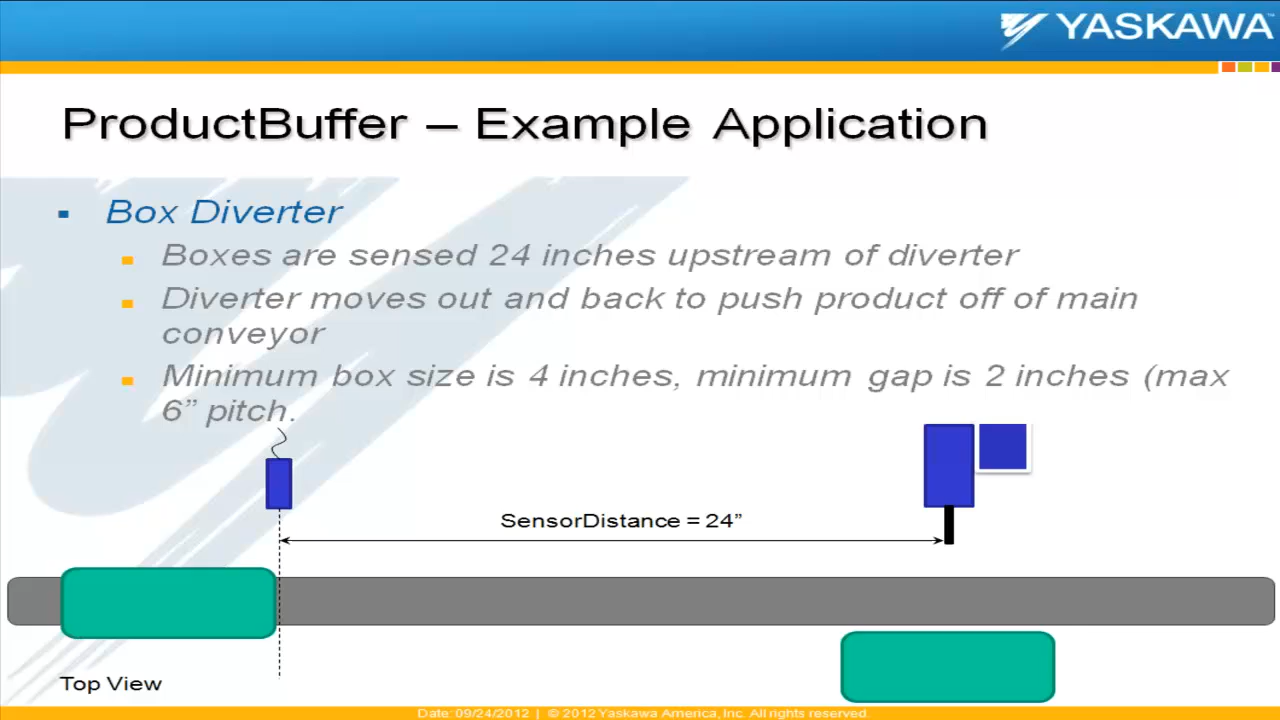 YASKAWA
ProductBuffer – Example Application
Box Diverter
Boxes are sensed 24 inches upstream of diverter
Diverter moves out and back to push product off of main
conveyor
Minimum box size is 4 inches, minimum gap is 2 inches (max
6” pitch.
SensorDistance = 24”
Top View
Date: 09/24/2012 | © 2012 Yaskawa America, Inc. All rights reserved.